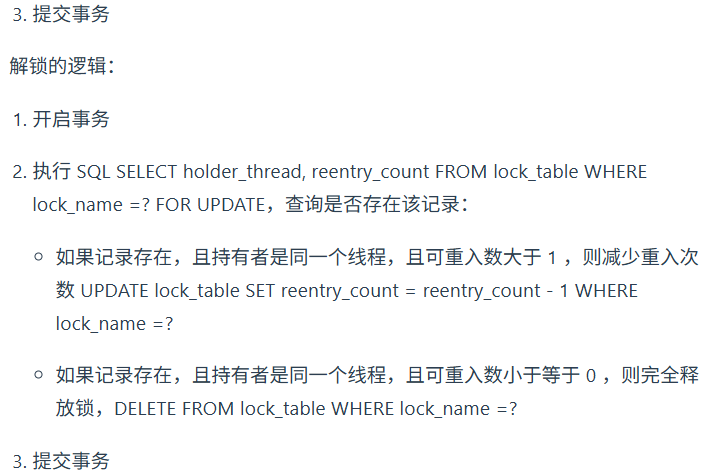 3. 提交事务
解锁的逻辑：
1. 开启事务
2. 执行 SQL SELECT holder_thread, reentry_count FROM lock_table WHERE
lock_name =? FOR UPDATE，查询是否存在该记录：
如果记录存在，且持有者是同一个线程，且可重入数大于 1 ，则减少重入次
数 UPDATE lock_table SET reentry_count = reentry_count - 1 WHERE
lock_name =?
如果记录存在，且持有者是同一个线程，且可重入数小于等于 0 ，则完全释
放锁，DELETE FROM lock_table WHERE lock_name =?
3. 提交事务